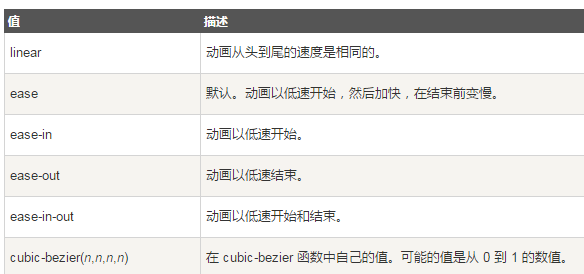 值 描述
linear 动画从头到尾的速度是相同的。
ease 默认。动画以低速开始，然后加快，在结束前变慢。
ease-in 动画以低速开始。
ease-out 动画以低速结束。
ease-in-out 动画以低速开始和结束。
cubic-bezier(n,n,n,n) 在 cubic-bezier 函数中自己的值。可能的值是从 0 到 1 的数值。